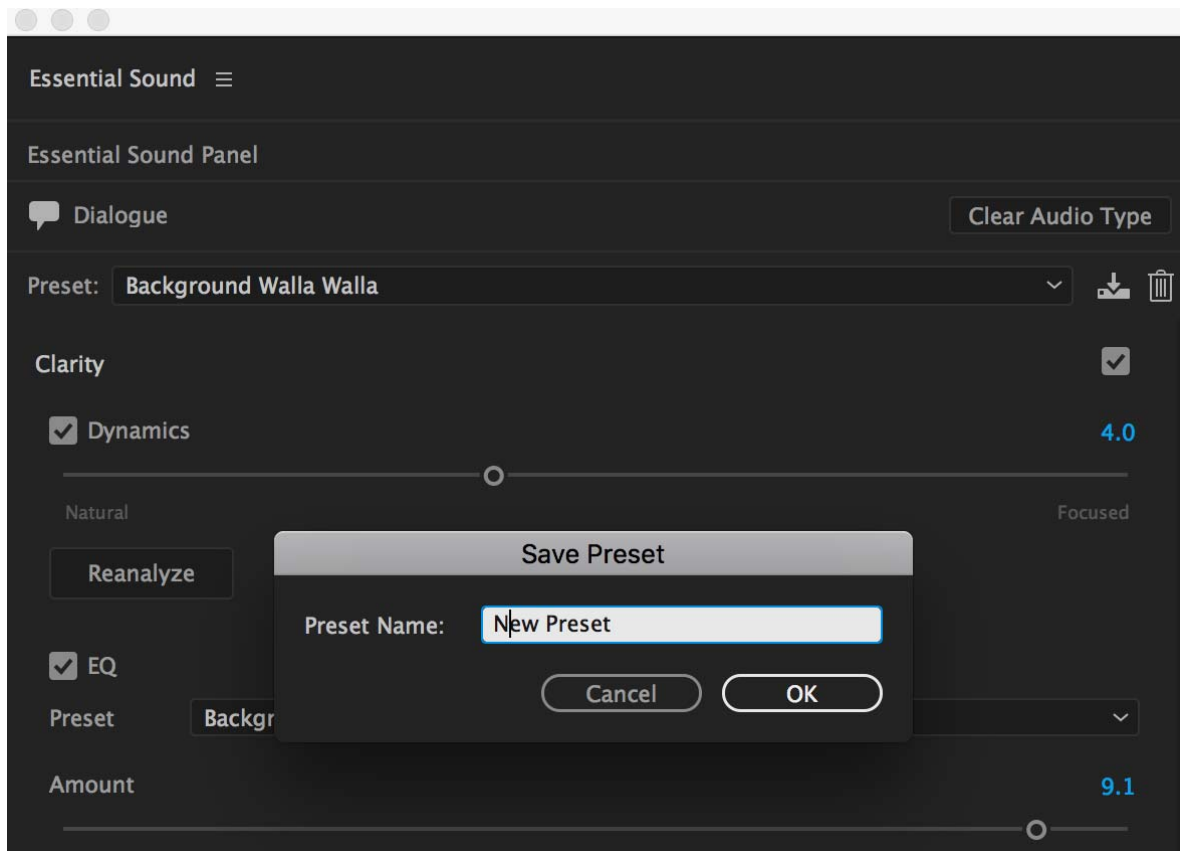 Essential Sound
Essential Sound Panel
Dialogue Clear Audio Type
Preset: Background Walla Walla
Clarity
Dynamics 4.0
Natural Focused
Reanalyze
Save Preset
Preset Name: New Preset
Cancel OK
EQ
Preset Backgr
Amount 9.1